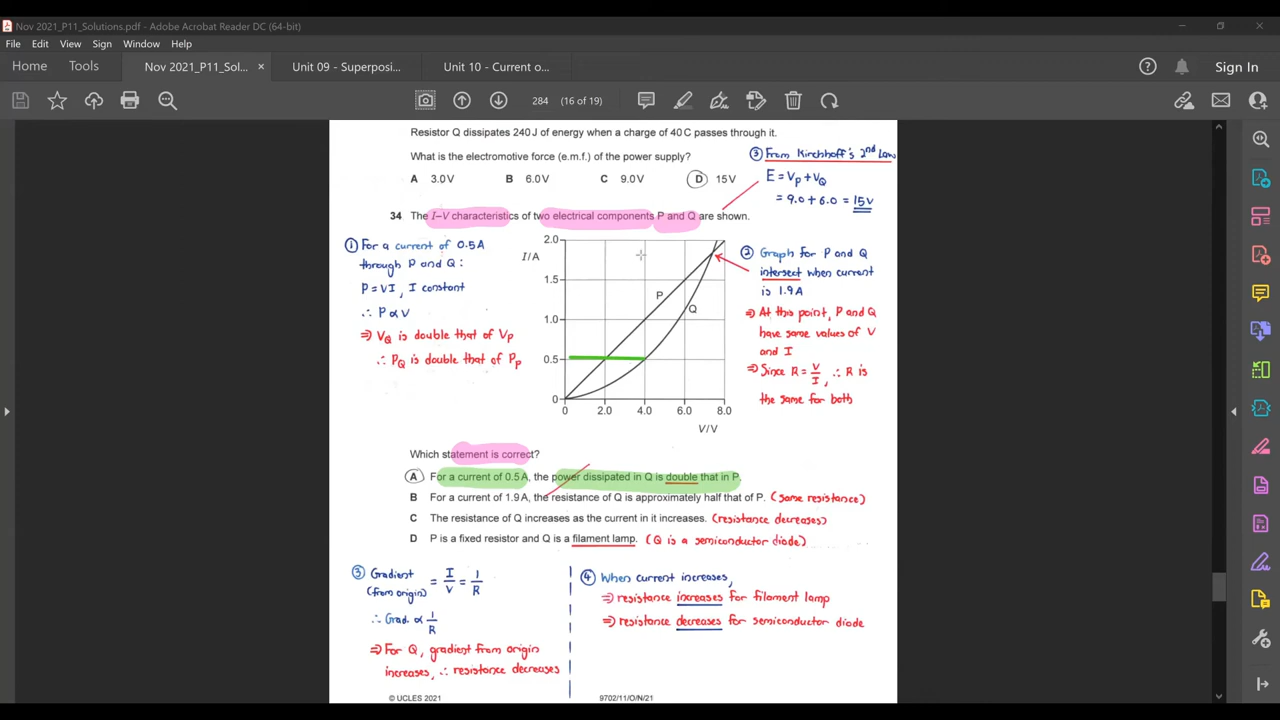 Nov 2021_P11_Solutions.pdf - Adobe Acrobat Reader DC (64-bit)
File Edit View Sign Window Help
Home Tools Nov 2021_P11_Sol... × Unit 09 - Superposi... Unit 10 - Current o... Sign In
284 (16 of 19)
Resistor Q dissipates 240 J of energy when a charge of 40 C passes through it.
What is the electromotive force (e.m.f.) of the power supply?
A 3.0 V B 6.0 V C 9.0 V D 15 V
③ From Kirchhoff's 2nd Law
E = VP + VQ
= 9.0 + 6.0 = 15V
34 The I–V characteristics of two electrical components P and Q are shown.
① For a current of 0.5 A
through P and Q:
P = VI, I constant
∴ P ∝ V
⇒ VQ is double that of VP
∴ PQ is double that of PP
I / A
2.0
1.5
1.0
0.5
0
P
Q
0 2.0 4.0 6.0 8.0
V / V
② Graph for P and Q
intersect when current
is 1.9 A
⇒ At this point, P and Q
have same values of V
and I
⇒ Since R = V/I, ∴ R is
the same for both
Which statement is correct?
A For a current of 0.5 A, the power dissipated in Q is double that in P.
B For a current of 1.9 A, the resistance of Q is approximately half that of P. (same resistance)
C The resistance of Q increases as the current in it increases. (resistance decreases)
D P is a fixed resistor and Q is a filament lamp. (Q is a semiconductor diode)
③ Gradient (from origin) = I/V = 1/R
∴ Grad. ∝ 1/R
⇒ For Q, gradient from origin
increases, ∴ resistance decreases
④ When current increases,
⇒ resistance increases for filament lamp
⇒ resistance decreases for semiconductor diode
© UCLES 2021 9702/11/O/N/21